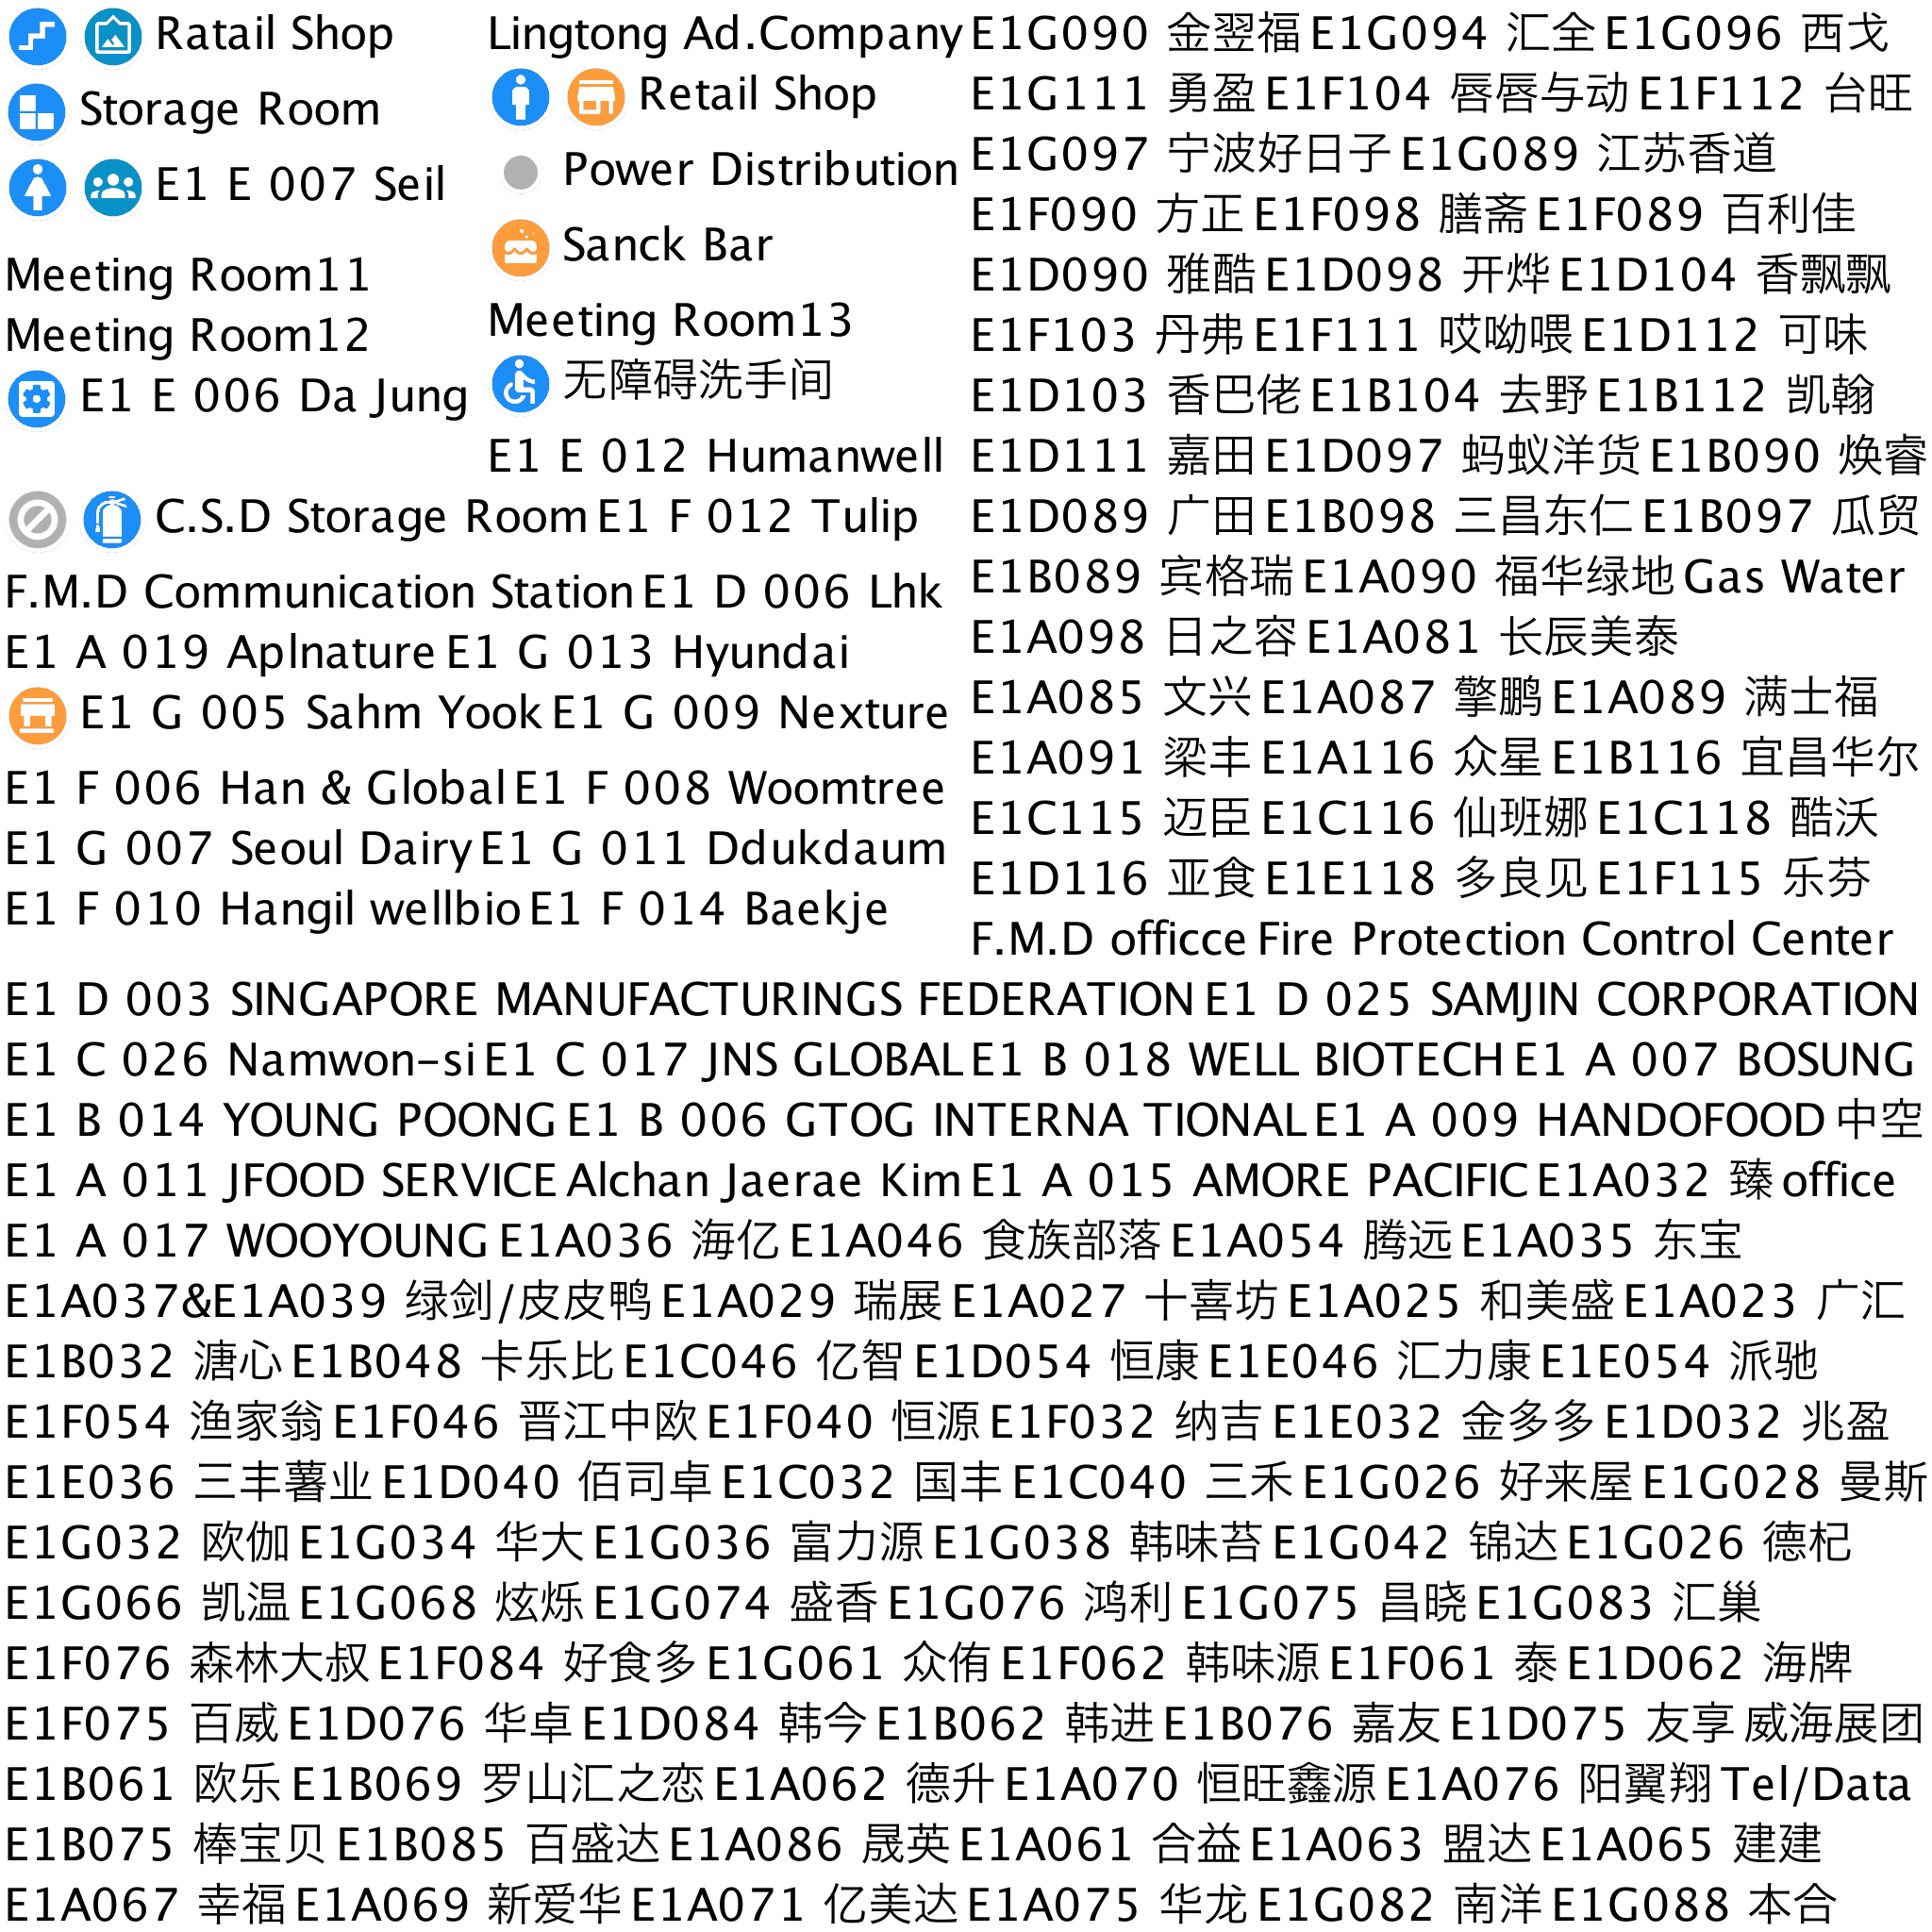 Ratail Shop
Storage Room
E1 E 007 Seil
Meeting Room11
Meeting Room12
E1 E 006 Da Jung
Lingtong Ad.Company
Retail Shop
Power Distribution
Sanck Bar
Meeting Room13
无障碍洗手间
E1 E 012 Humanwell
C.S.D Storage Room E1 F 012 Tulip
F.M.D Communication Station E1 D 006 Lhk
E1 A 019 Aplnature E1 G 013 Hyundai
E1 G 005 Sahm Yook E1 G 009 Nexture
E1 F 006 Han & Global E1 F 008 Woomtree
E1 G 007 Seoul Dairy E1 G 011 Ddukdaum
E1 F 010 Hangil wellbio E1 F 014 Baekje
E1G090 金翌福 E1G094 汇全 E1G096 西戈
E1G111 勇盈 E1F104 唇唇与动 E1F112 台旺
E1G097 宁波好日子 E1G089 江苏香道
E1F090 方正 E1F098 膳斋 E1F089 百利佳
E1D090 雅酷 E1D098 开烨 E1D104 香飘飘
E1F103 丹弗 E1F111 哎呦喂 E1D112 可味
E1D103 香巴佬 E1B104 去野 E1B112 凯翰
E1D111 嘉田 E1D097 蚂蚁洋货 E1B090 焕睿
E1D089 广田 E1B098 三昌东仁 E1B097 瓜贸
E1B089 宾格瑞 E1A090 福华绿地 Gas Water
E1A098 日之容 E1A081 长辰美泰
E1A085 文兴 E1A087 擎鹏 E1A089 满士福
E1A091 梁丰 E1A116 众星 E1B116 宜昌华尔
E1C115 迈臣 E1C116 仙班娜 E1C118 酷沃
E1D116 亚食 E1E118 多良见 E1F115 乐芬
F.M.D officce Fire Protection Control Center
E1 D 003 SINGAPORE MANUFACTURINGS FEDERATION E1 D 025 SAMJIN CORPORATION
E1 C 026 Namwon-si E1 C 017 JNS GLOBAL E1 B 018 WELL BIOTECH E1 A 007 BOSUNG
E1 B 014 YOUNG POONG E1 B 006 GTOG INTERNA TIONAL E1 A 009 HANDOFOOD 中空
E1 A 011 JFOOD SERVICE Alchan Jaerae Kim E1 A 015 AMORE PACIFIC E1A032 臻 office
E1 A 017 WOOYOUNG E1A036 海亿 E1A046 食族部落 E1A054 腾远 E1A035 东宝
E1A037&E1A039 绿剑/皮皮鸭 E1A029 瑞展 E1A027 十喜坊 E1A025 和美盛 E1A023 广汇
E1B032 溏心 E1B048 卡乐比 E1C046 亿智 E1D054 恒康 E1E046 汇力康 E1E054 派驰
E1F054 渔家翁 E1F046 晋江中欧 E1F040 恒源 E1F032 纳吉 E1E032 金多多 E1D032 兆盈
E1E036 三丰薯业 E1D040 佰司卓 E1C032 国丰 E1C040 三禾 E1G026 好来屋 E1G028 曼斯
E1G032 欧伽 E1G034 华大 E1G036 富力源 E1G038 韩味苔 E1G042 锦达 E1G026 德杞
E1G066 凯温 E1G068 炫烁 E1G074 盛香 E1G076 鸿利 E1G075 昌晓 E1G083 汇巢
E1F076 森林大叔 E1F084 好食多 E1G061 众侑 E1F062 韩味源 E1F061 泰 E1D062 海牌
E1F075 百威 E1D076 华卓 E1D084 韩今 E1B062 韩进 E1B076 嘉友 E1D075 友享 威海展团
E1B061 欧乐 E1B069 罗山汇之恋 E1A062 德升 E1A070 恒旺鑫源 E1A076 阳翼翔 Tel/Data
E1B075 棒宝贝 E1B085 百盛达 E1A086 晟英 E1A061 合益 E1A063 盟达 E1A065 建建
E1A067 幸福 E1A069 新爱华 E1A071 亿美达 E1A075 华龙 E1G082 南洋 E1G088 本合